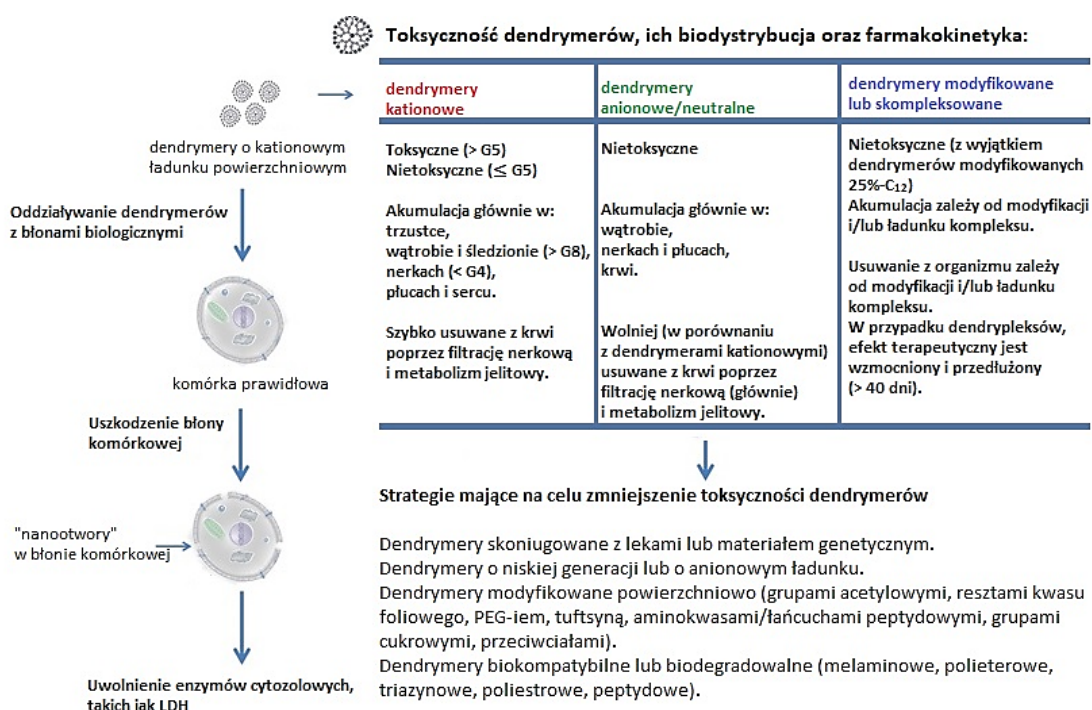 Toksyczność dendrymerów, ich biodystrybucja oraz farmakokinetyka:
dendrymery o kationowym
ładunku powierzchniowym
Oddziaływanie dendrymerów
z błonami biologicznymi
komórka prawidłowa
Uszkodzenie błony
komórkowej
"nanootwory"
w błonie komórkowej
Uwolnienie enzymów cytozolowych,
takich jak LDH
dendrymery
kationowe
Toksyczne (> G5)
Nietoksyczne (≤ G5)
Akumulacja głównie w:
trzustce,
wątrobie i śledzionie (> G8),
nerkach (< G4),
płucach i sercu.
Szybko usuwane z krwi
poprzez filtrację nerkową
i metabolizm jelitowy.
dendrymery
anionowe/neutralne
Nietoksyczne
Akumulacja głównie w:
wątrobie,
nerkach i płucach,
krwi.
Wolniej (w porównaniu
z dendrymerami kationowymi)
usuwane z krwi poprzez
filtrację nerkową (głównie)
i metabolizm jelitowy.
dendrymery modyfikowane
lub skompleksowane
Nietoksyczne (z wyjątkiem
dendrymerów modyfikowanych
25%-C₁₂)
Akumulacja zależy od modyfikacji
i/lub ładunku kompleksu.
Usuwanie z organizmu zależy
od modyfikacji i/lub ładunku
kompleksu.
W przypadku dendrypleksów,
efekt terapeutyczny jest
wzmocniony i przedłużony
(> 40 dni).
Strategie mające na celu zmniejszenie toksyczności dendrymerów
Dendrymery skoniugowane z lekami lub materiałem genetycznym.
Dendrymery o niskiej generacji lub o anionowym ładunku.
Dendrymery modyfikowane powierzchniowo (grupami acetylowymi, resztami kwasu
foliowego, PEG-iem, tuftsyną, aminokwasami/łańcuchami peptydowymi, grupami
cukrowymi, przeciwciałami).
Dendrymery biokompatybilne lub biodegradowalne (melaminowe, polieterowe,
triazynowe, poliestrowe, peptydowe).